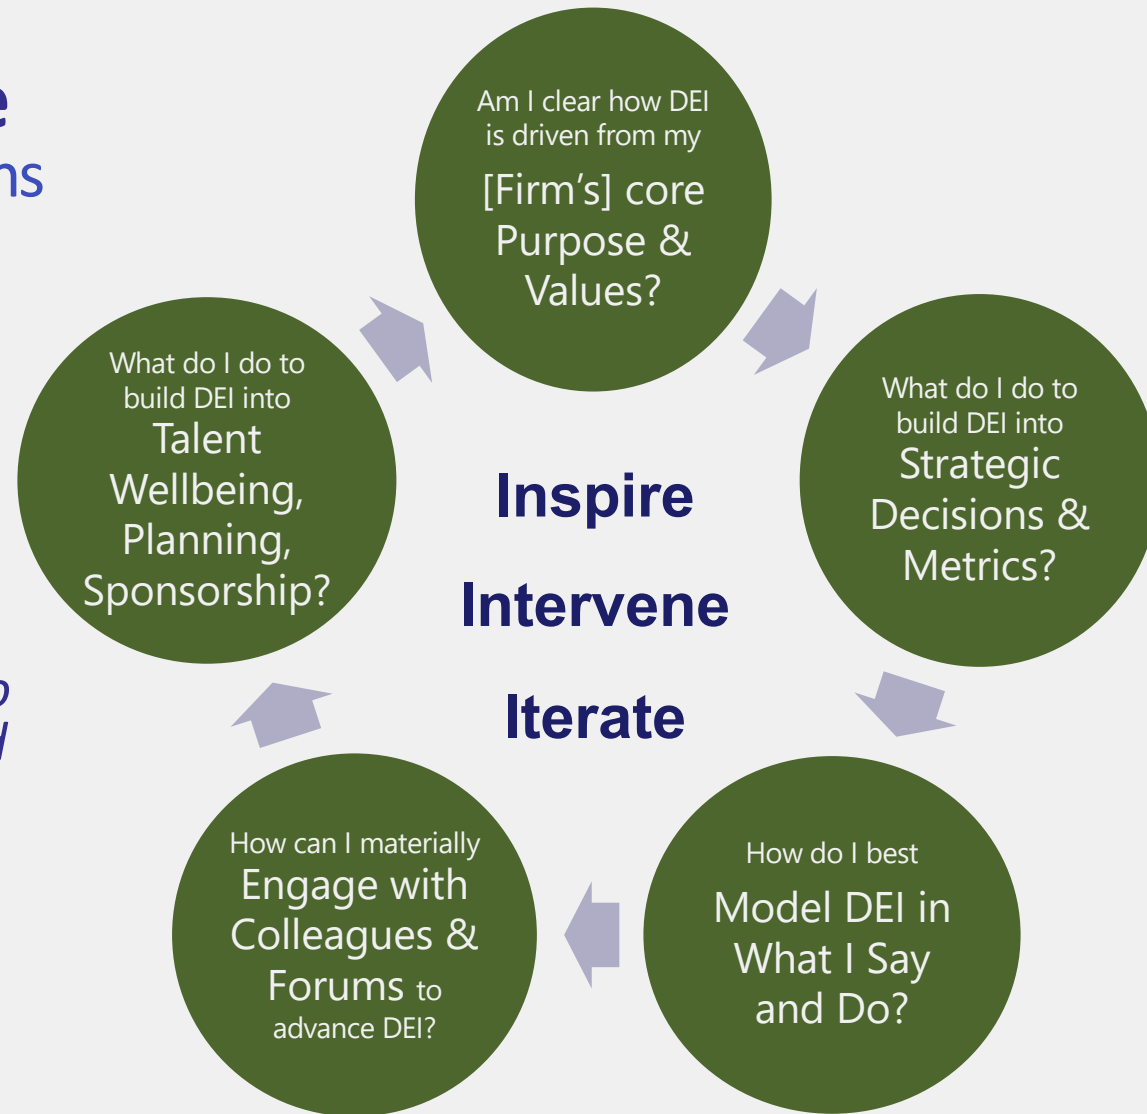 Am I clear how DEI
is driven from my
[Firm's] core
Purpose &
Values?
What do I do to
build DEI into
Strategic
Decisions &
Metrics?
How do I best
Model DEI in
What I Say
and Do?
How can I materially
Engage with
Colleagues &
Forums to
advance DEI?
What do I do to
build DEI into
Talent
Wellbeing,
Planning,
Sponsorship?
Inspire
Intervene
Iterate